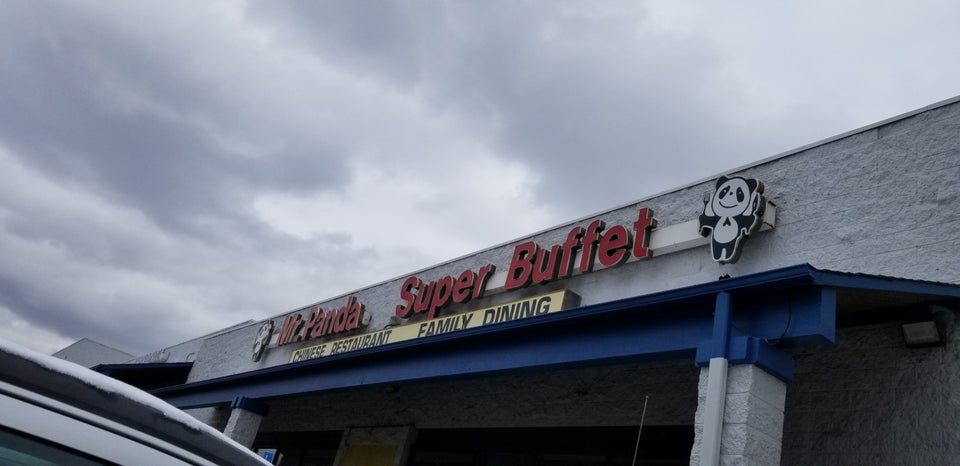 Mr. Panda Super Buffet
CHINESE RESTAURANT FAMILY DINING